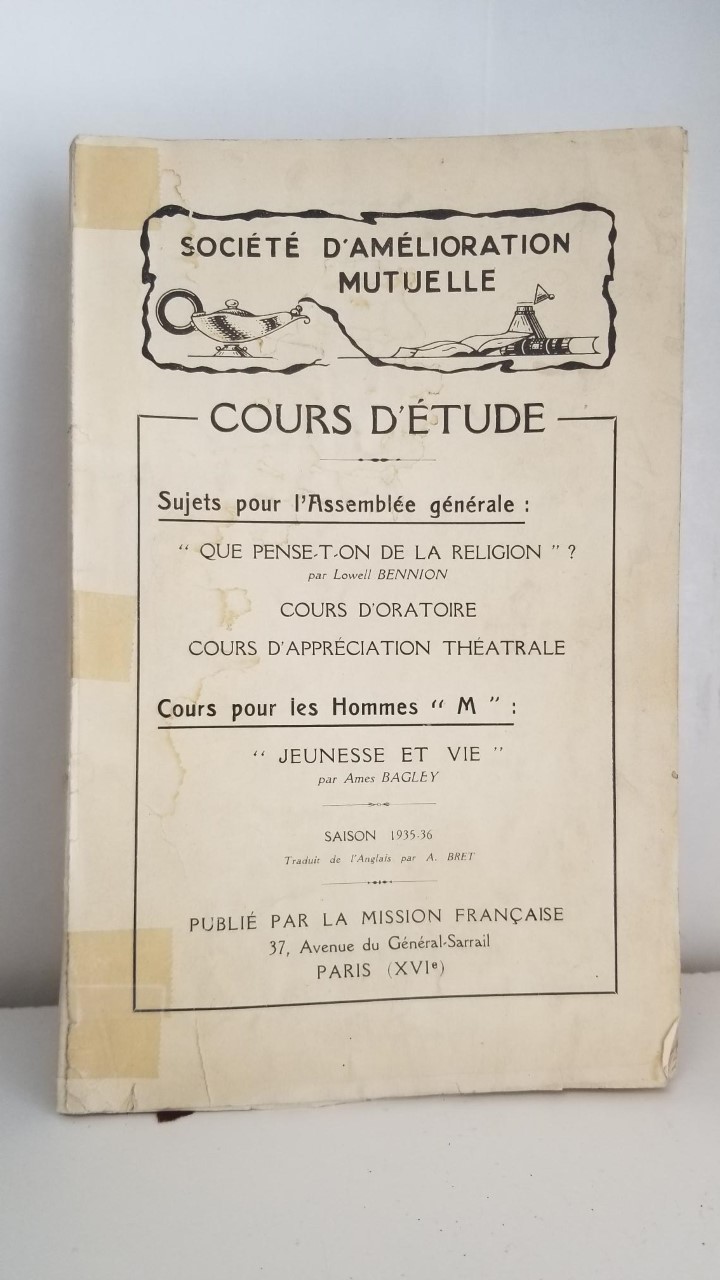 SOCIÉTÉ D'AMÉLIORATION
MUTUELLE
COURS D'ÉTUDE
Sujets pour l'Assemblée générale :
“ QUE PENSE-T-ON DE LA RELIGION ” ?
par Lowell BENNION
COURS D'ORATOIRE
COURS D'APPRÉCIATION THÉATRALE
Cours pour les Hommes “ M ” :
“ JEUNESSE ET VIE ”
par Ames BAGLEY
SAISON 1935-36
Traduit de l'Anglais par A. BRET
PUBLIÉ PAR LA MISSION FRANÇAISE
37, Avenue du Général-Sarrail
PARIS (XVIe)